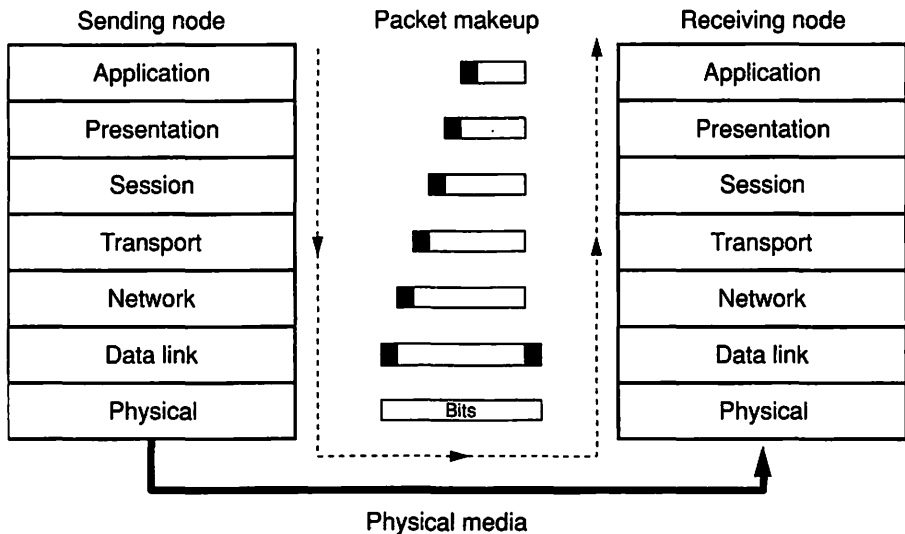 Sending node
Packet makeup
Receiving node
Application
Application
Presentation
Presentation
Session
Session
Transport
Transport
Network
Network
Data link
Data link
Physical
Bits
Physical
Physical media